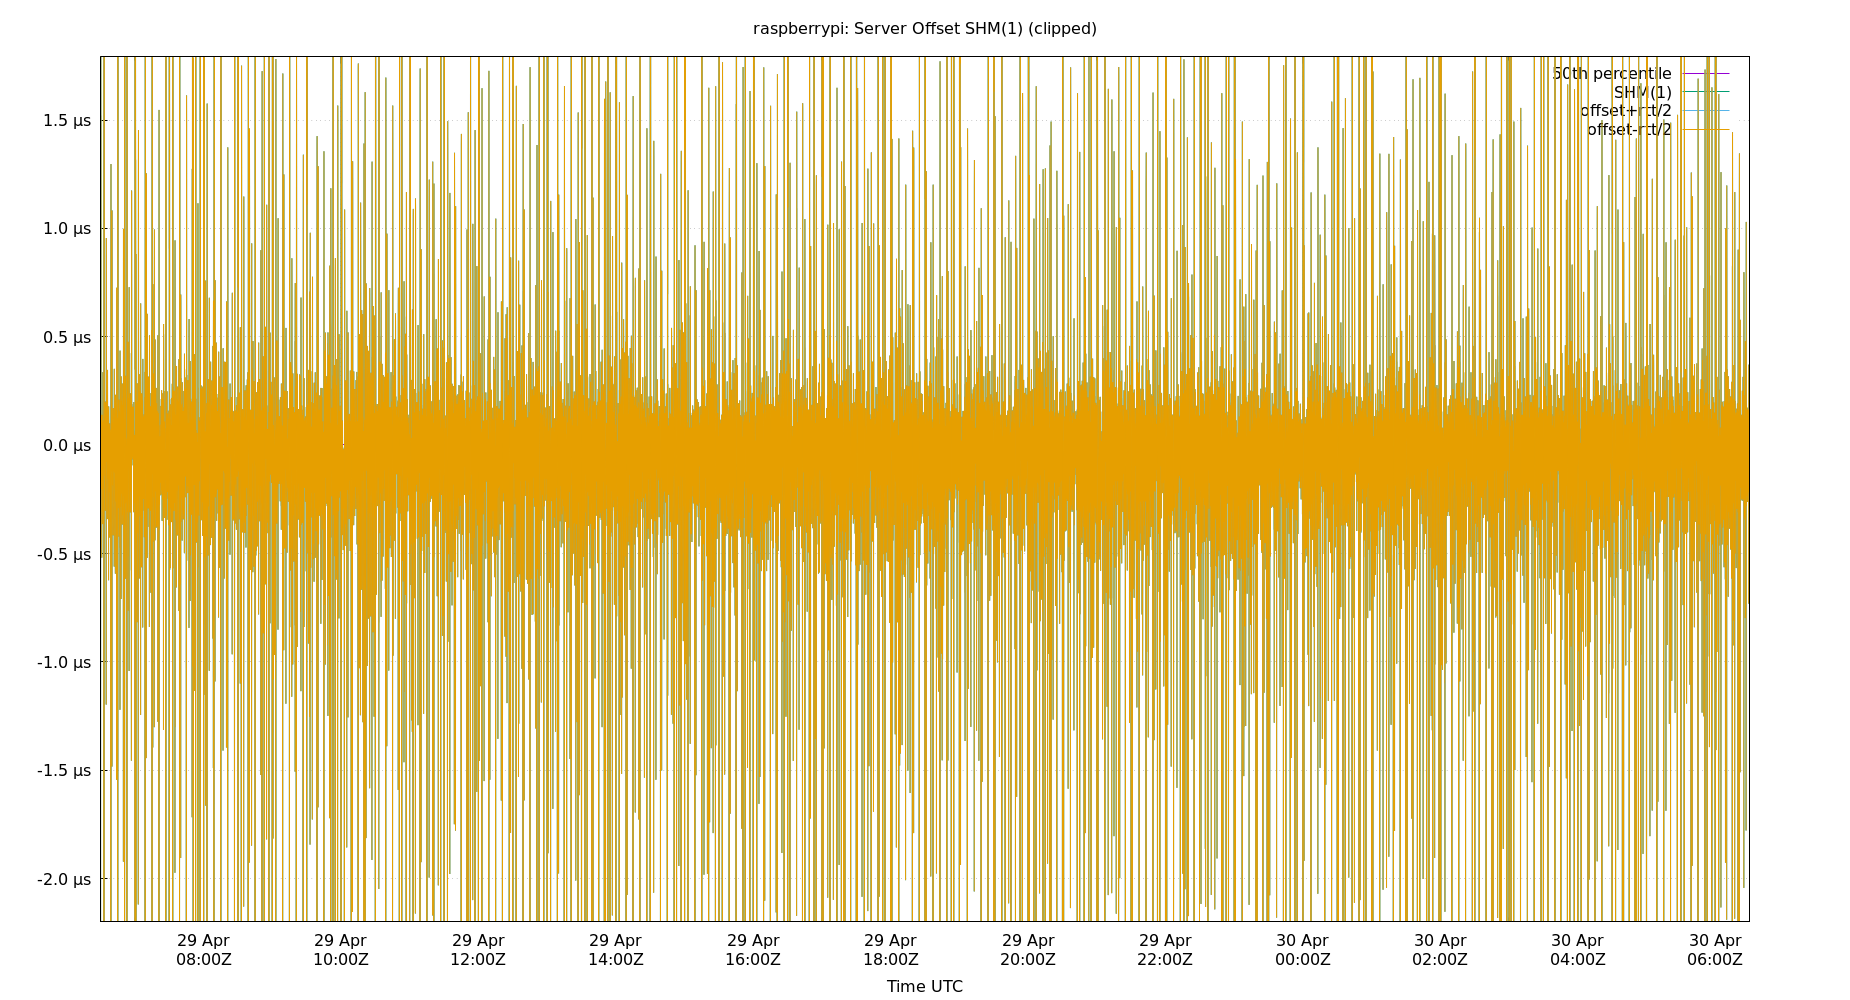 raspberrypi: Server Offset SHM(1) (clipped)
50th percentile
SHM(1)
offset+rtt/2
offset-rtt/2
1.5 µs
1.0 µs
0.5 µs
0.0 µs
-0.5 µs
-1.0 µs
-1.5 µs
-2.0 µs
29 Apr 29 Apr 29 Apr 29 Apr 29 Apr 29 Apr 29 Apr 29 Apr 30 Apr 30 Apr 30 Apr 30 Apr
08:00Z 10:00Z 12:00Z 14:00Z 16:00Z 18:00Z 20:00Z 22:00Z 00:00Z 02:00Z 04:00Z 06:00Z
Time UTC